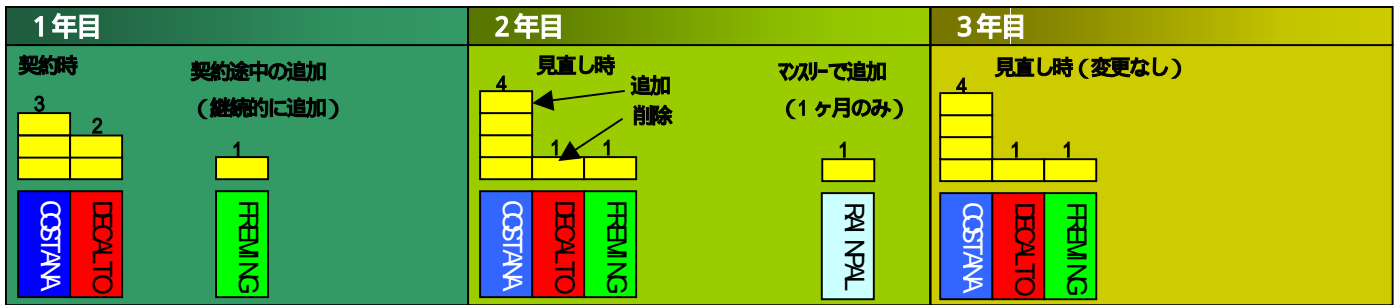 1年目
契約時
契約途中の追加
(継続的に追加)
3
2
1
COSTANA
DECALTO
FREMING
2年目
見直し時
マンスリーで追加
(1ヶ月のみ)
追加
削除
4
1
1
1
COSTANA
DECALTO
FREMING
RAINPAL
3年目
見直し時(変更なし)
4
1
1
COSTANA
DECALTO
FREMING